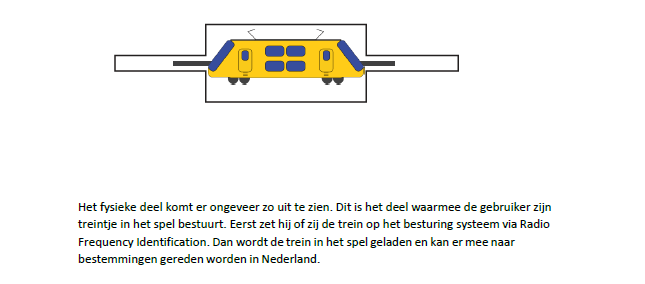 Het fysieke deel komt er ongeveer zo uit te zien. Dit is het deel waarmee de gebruiker zijn
treintje in het spel bestuurt. Eerst zet hij of zij de trein op het besturing systeem via Radio
Frequency Identification. Dan wordt de trein in het spel geladen en kan er mee naar
bestemmingen gereden worden in Nederland.